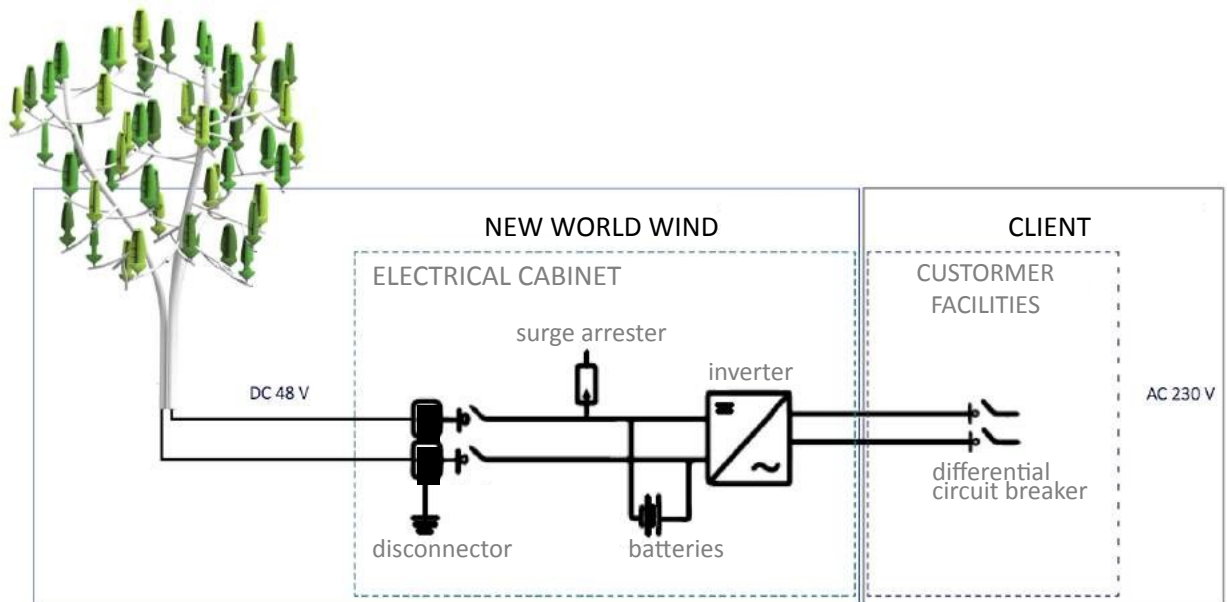 NEW WORLD WIND
CLIENT
ELECTRICAL CABINET
CUSTORMER
FACILITIES
surge arrester
inverter
DC 48 V
AC 230 V
differential
circuit breaker
disconnector
batteries